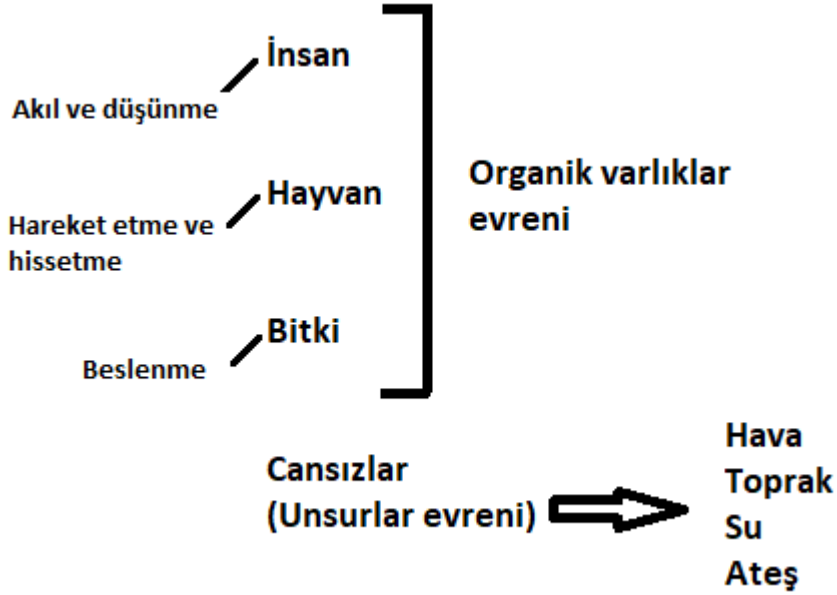 İnsan
Akıl ve düşünme
Hayvan
Hareket etme ve
hissetme
Bitki
Beslenme
Organik varlıklar
evreni
Cansızlar
(Unsurlar evreni)
Hava
Toprak
Su
Ateş